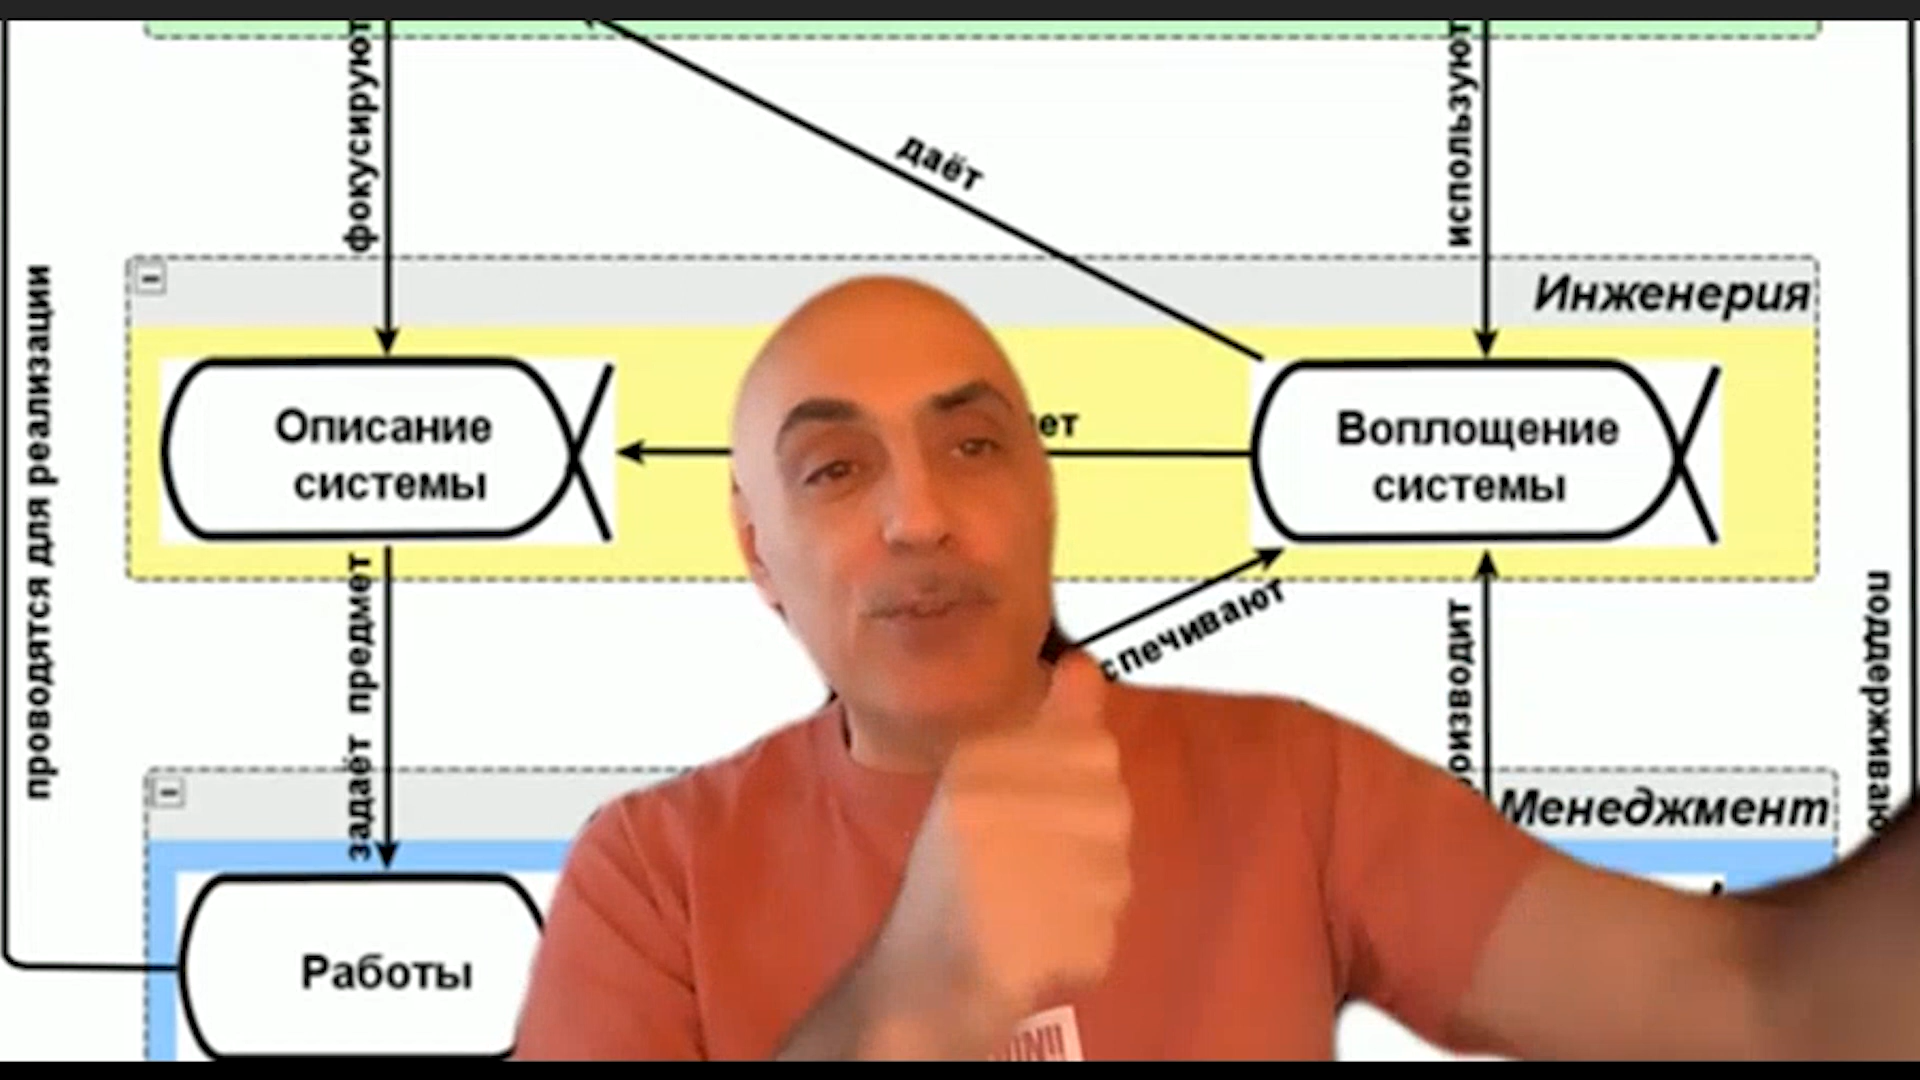 фокусируют
используют
даёт
проводятся для реализации
Инженерия
Описание
системы
Воплощение
системы
задаёт предмет
Менеджмент
Работы